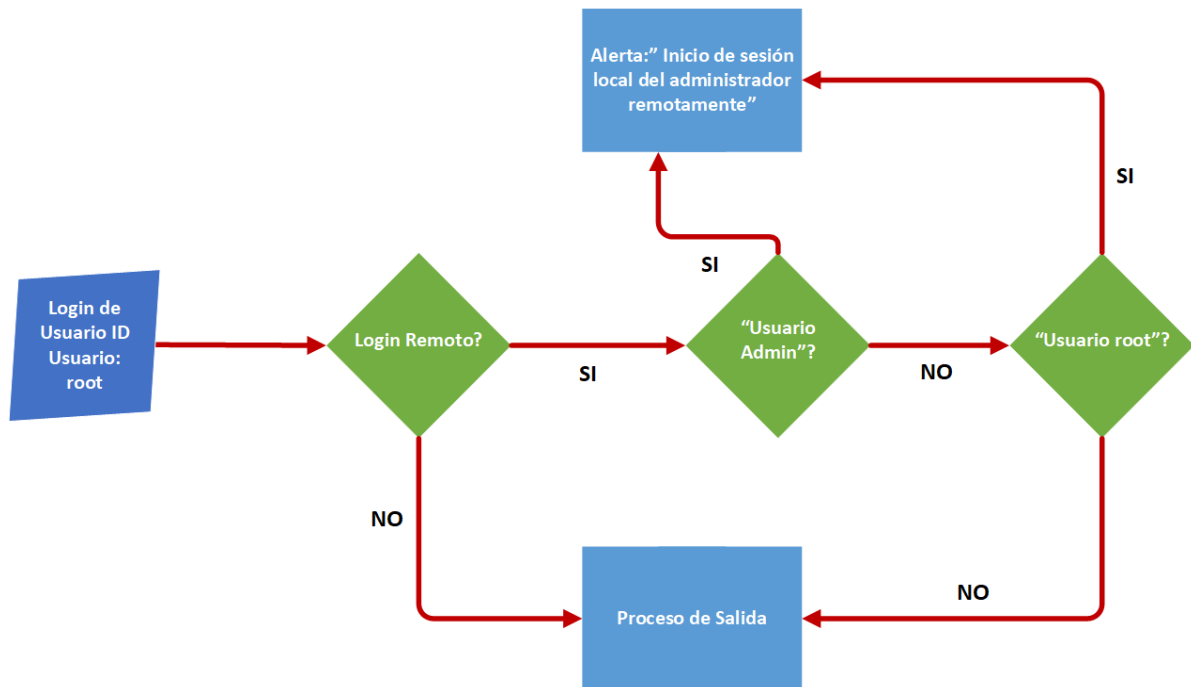 Alerta:” Inicio de sesión
local del administrador
remotamente”
SI
SI
Login de
Usuario ID
Usuario:
root
Login Remoto?
SI
“Usuario
Admin”?
NO
“Usuario root”?
NO
NO
Proceso de Salida